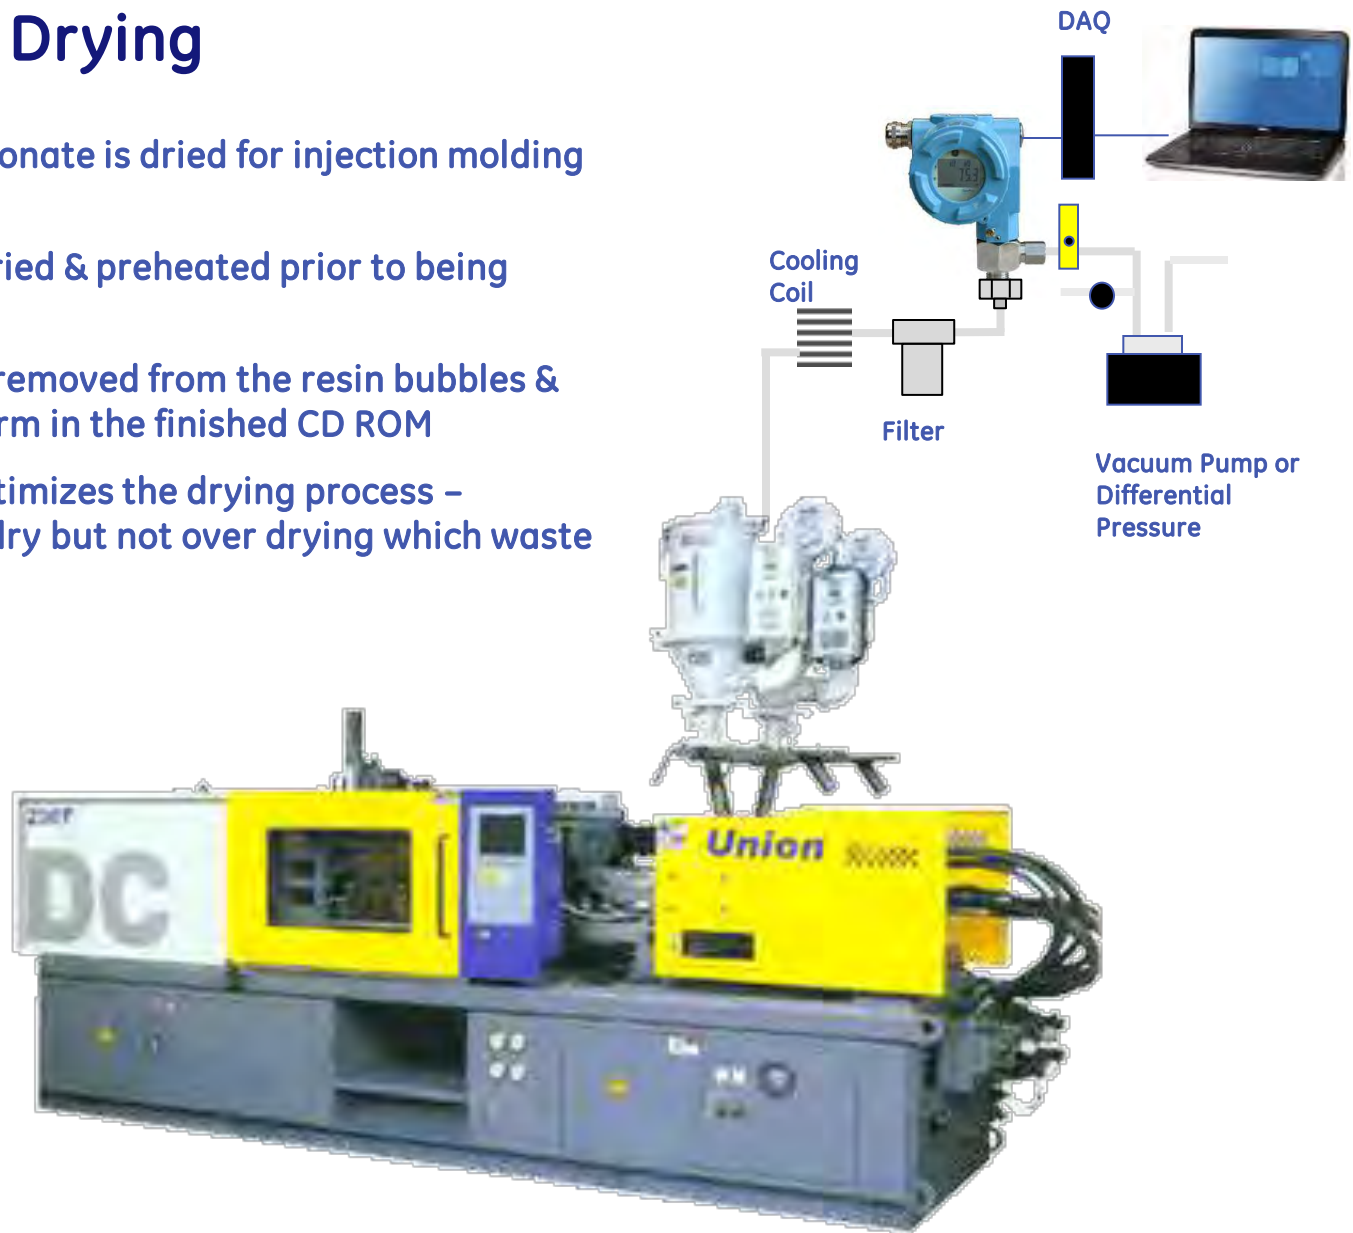 Drying
DAQ
onate is dried for injection molding
ried & preheated prior to being
Cooling
Coil
removed from the resin bubbles &
rm in the finished CD ROM
Filter
timizes the drying process –
dry but not over drying which waste
Vacuum Pump or
Differential
Pressure
Union
DC